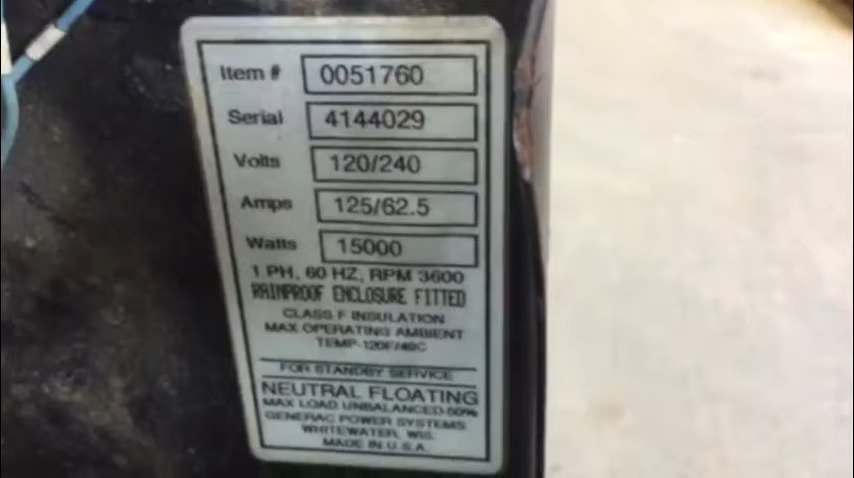 Item # 0051760
Serial 4144029
Volts 120/240
Amps 125/62.5
Watts 15000
1 PH, 60 HZ, RPM 3600
RAINPROOF ENCLOSURE FITTED
CLASS F INSULATION
MAX OPERATING AMBIENT
TEMP-120F/49C
FOR STANDBY SERVICE
NEUTRAL FLOATING
MAX LOAD UNBALANCED-50%
GENERAC POWER SYSTEMS
WHITEWATER, WIS.
MADE IN U.S.A.